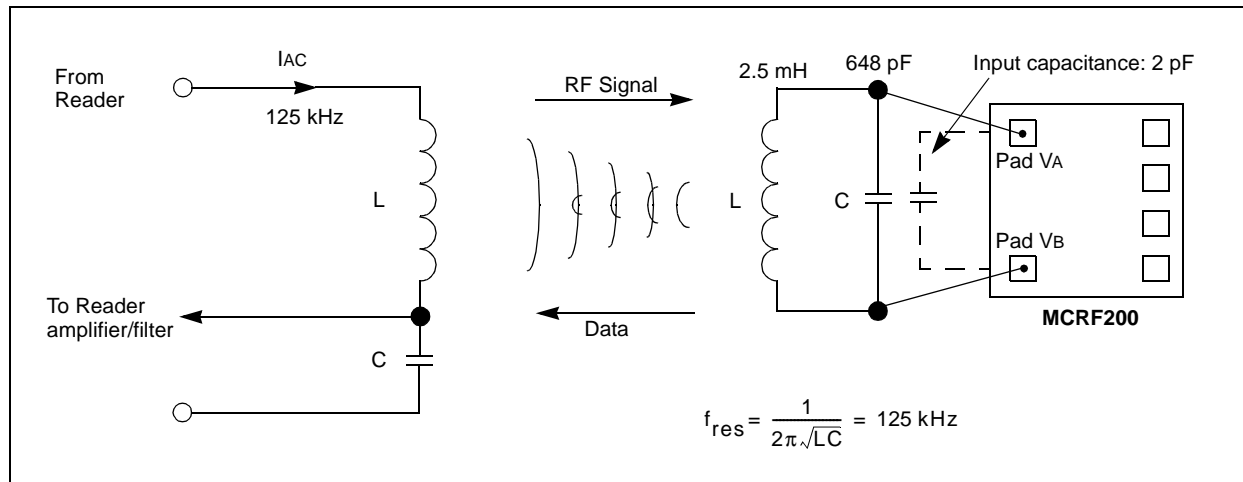 From
Reader
IAC
125 kHz
L
To Reader
amplifier/filter
C
RF Signal
Data
2.5 mH
648 pF
Input capacitance: 2 pF
L
C
Pad VA
Pad VB
MCRF200
fres = 1 / 2π√LC = 125 kHz